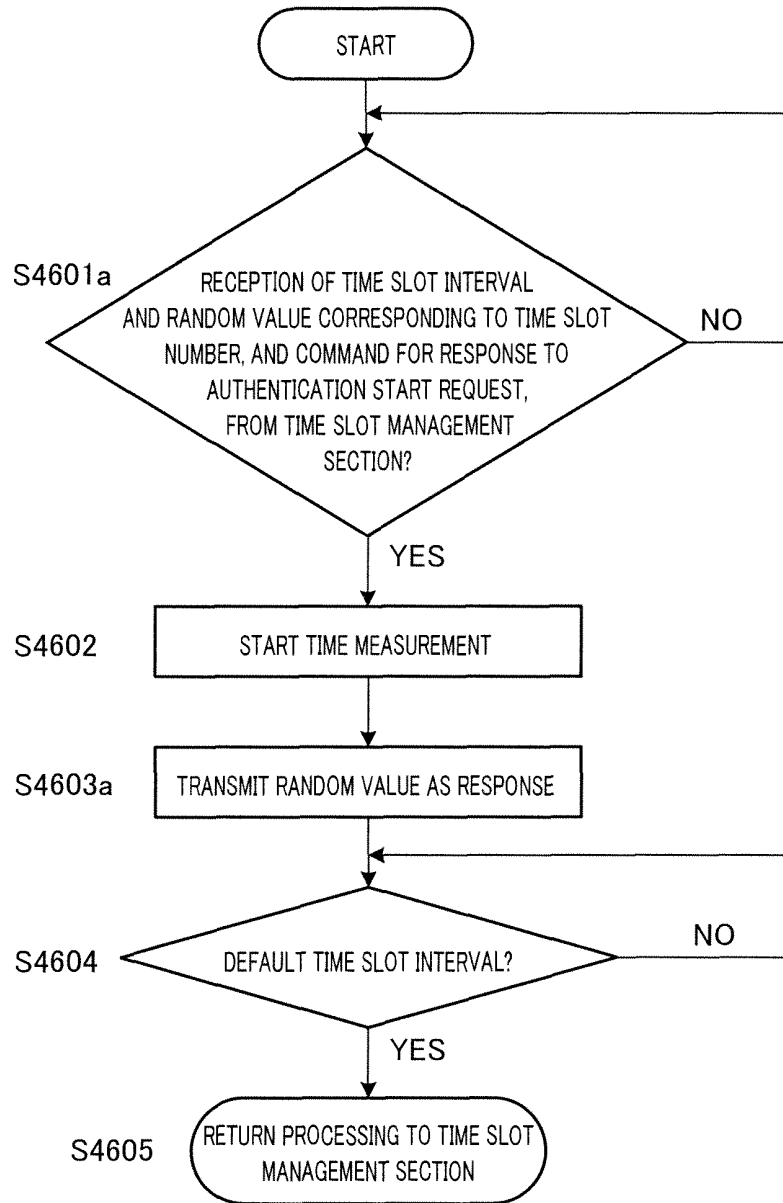 START
S4601a
RECEPTION OF TIME SLOT INTERVAL
AND RANDOM VALUE CORRESPONDING TO TIME SLOT
NUMBER, AND COMMAND FOR RESPONSE TO
AUTHENTICATION START REQUEST,
FROM TIME SLOT MANAGEMENT
SECTION?
NO
YES
S4602
START TIME MEASUREMENT
S4603a
TRANSMIT RANDOM VALUE AS RESPONSE
S4604
DEFAULT TIME SLOT INTERVAL?
NO
YES
S4605
RETURN PROCESSING TO TIME SLOT
MANAGEMENT SECTION